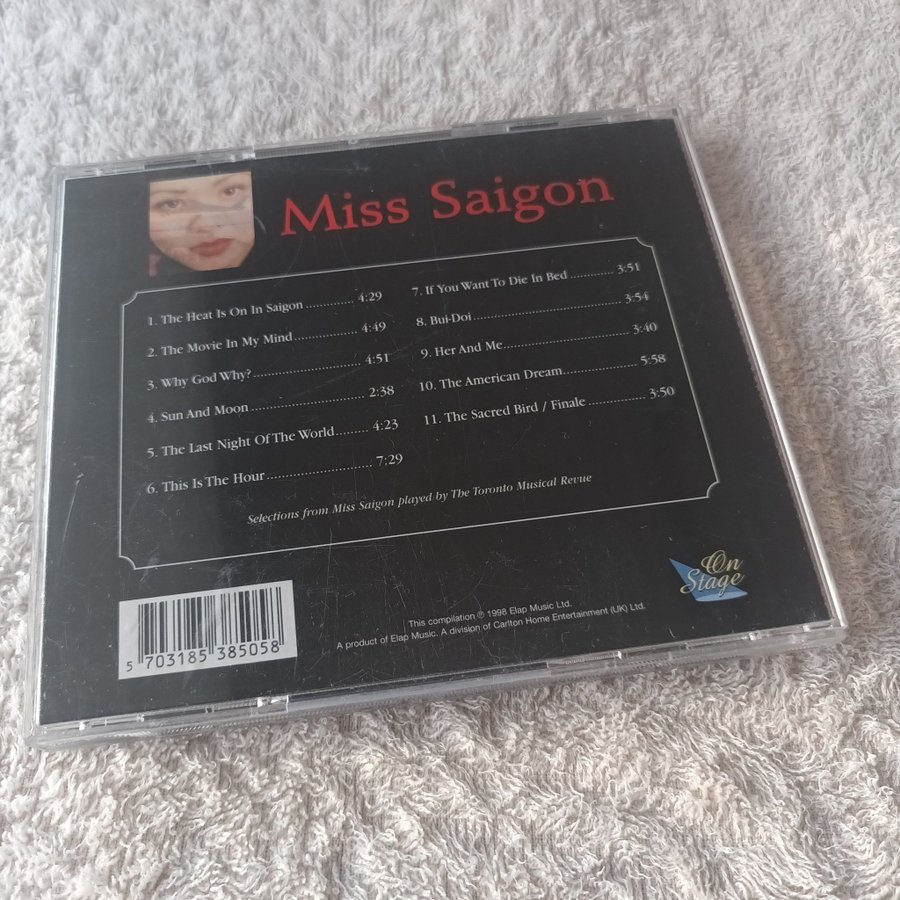 Miss Saigon
1. The Heat Is On In Saigon ............. 4:29
2. The Movie In My Mind ................ 4:49
3. Why God Why? ............................ 4:51
4. Sun And Moon ............................. 2:38
5. The Last Night Of The World ......... 4:23
6. This Is The Hour ........................... 7:29
7. If You Want To Die In Bed ............ 3:51
8. Bui-Doi ........................................ 3:54
9. Her And Me .................................. 3:40
10. The American Dream ................... 5:58
11. The Sacred Bird / Finale ............... 3:50
Selections from Miss Saigon played by The Toronto Musical Revue
On
Stage
This compilation ℗ 1998 Elap Music Ltd.
A product of Elap Music. A division of Carlton Home Entertainment (UK) Ltd.
5 703185 385058